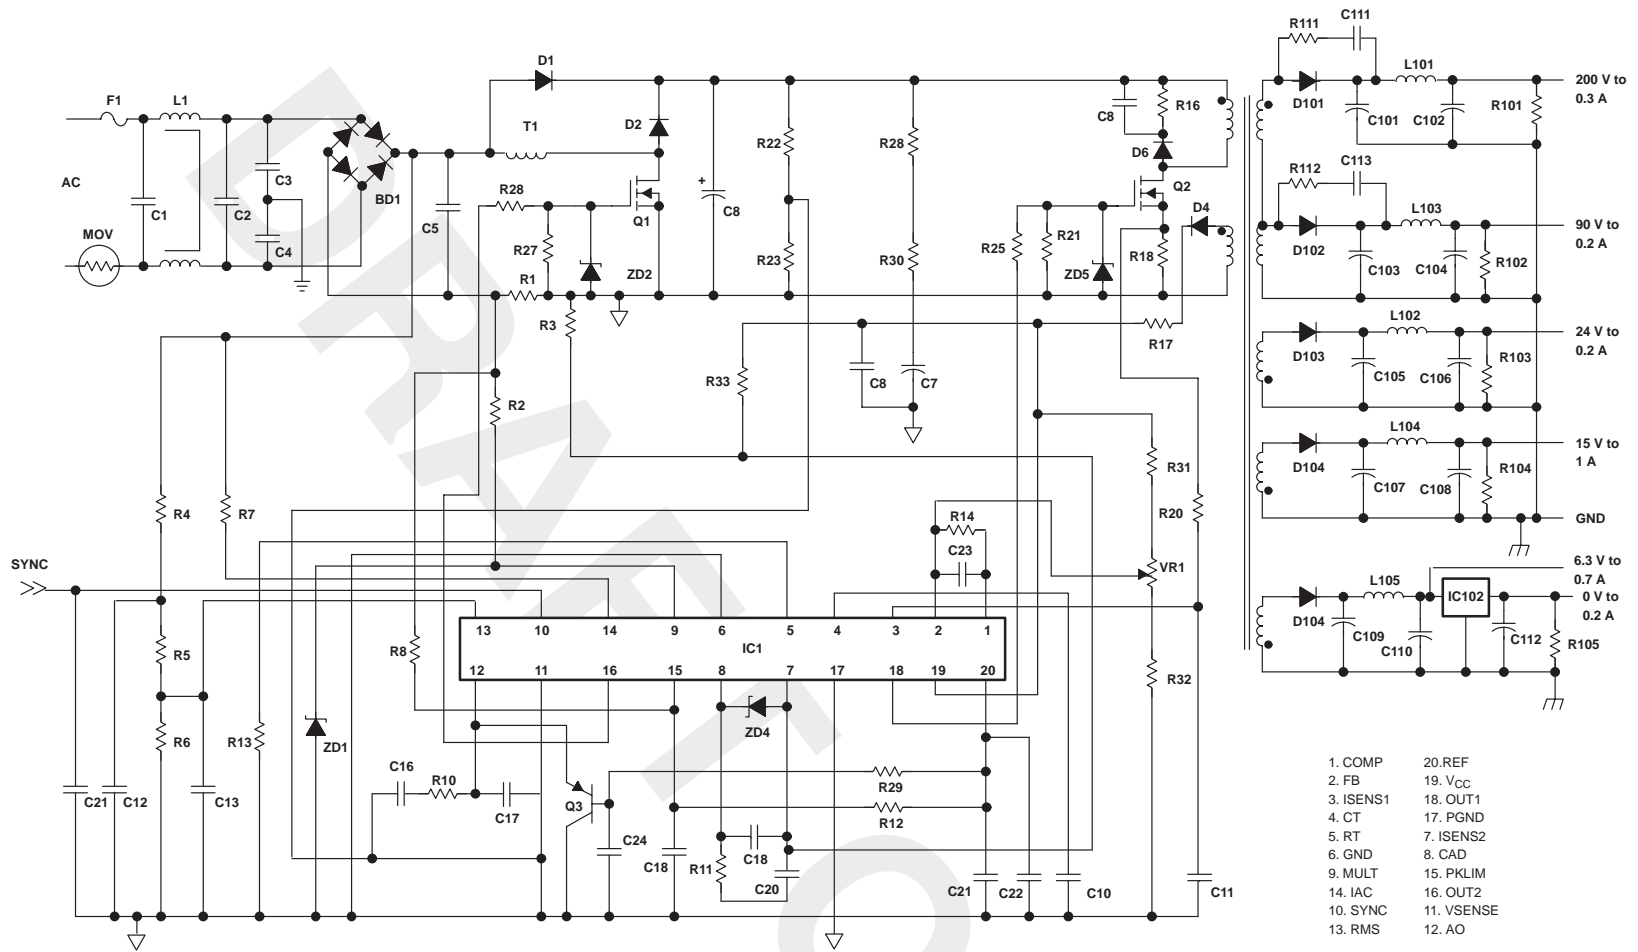 R111 C111
D1
L101
200 V to
0.3 A
F1 L1
C8 R16
D101 C101 C102 R101
T1 D2
R22 R28
D6
AC
C3
BD1
R112 C113
C1 C2
R28
Q1
+
C8
Q2
D4
L103
90 V to
0.2 A
MOV
C4
C5
R27
R23 R30
R25 R21
R18
D102
C103 C104 R102
R1
ZD2
ZD5
R3
R17
D103
L102
24 V to
0.2 A
R33
C8 C7
C105 C106 R103
R2
L104
15 V to
1 A
R31
D104
C107 C108 R104
R4 R7
R20
R14
GND
SYNC
C23
VR1
6.3 V to
0.7 A
L105
IC102
0 V to
0.2 A
D104
C109 C110 C112 R105
13 10 14 9 6 5 4 3 2 1
IC1
12 11 16 15 8 7 17 18 19 20
R5
R8
R32
R6 R13
ZD1
ZD4
C16 R10
R29
C21 C12 C13
C17
Q3
R12
C24 C18 R11 C18
C20
C21 C22 C10 C11
1. COMP 20.REF
2. FB 19. VCC
3. ISENS1 18. OUT1
4. CT 17. PGND
5. RT 7. ISENS2
6. GND 8. CAD
9. MULT 15. PKLIM
14. IAC 16. OUT2
10. SYNC 11. VSENSE
13. RMS 12. AO